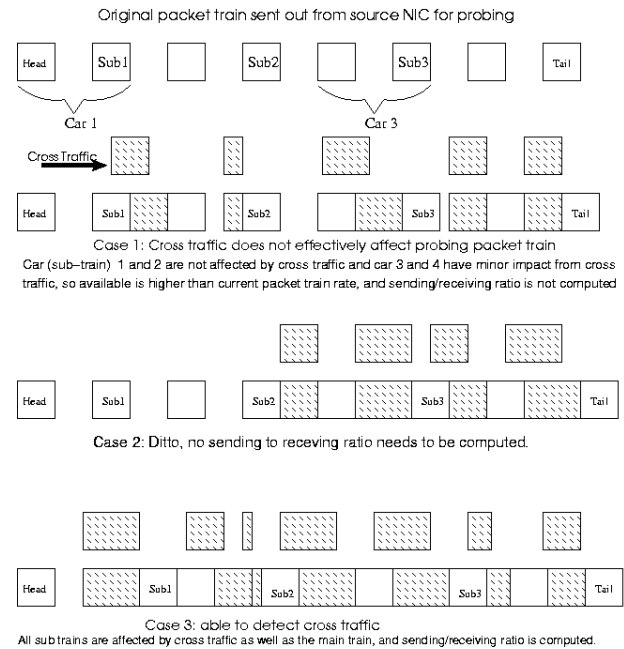 Original packet train sent out from source NIC for probing
Head Sub1 Sub2 Sub3 Tail
Car 1 Car 3
Cross Traffic
Head Sub1 Sub2 Sub3 Tail
Case 1: Cross traffic does not effectively affect probing packet train
Car (sub-train) 1 and 2 are not affected by cross traffic and car 3 and 4 have minor impact from cross
traffic, so available is higher than current packet train rate, and sending/receiving ratio is not computed
Head Sub1 Sub2 Sub3 Tail
Case 2: Ditto, no sending to receving ratio needs to be computed.
Head Sub1 Sub2 Sub3 Tail
Case 3: able to detect cross traffic
All sub trains are affected by cross traffic as well as the main train, and sending/receiving ratio is computed.